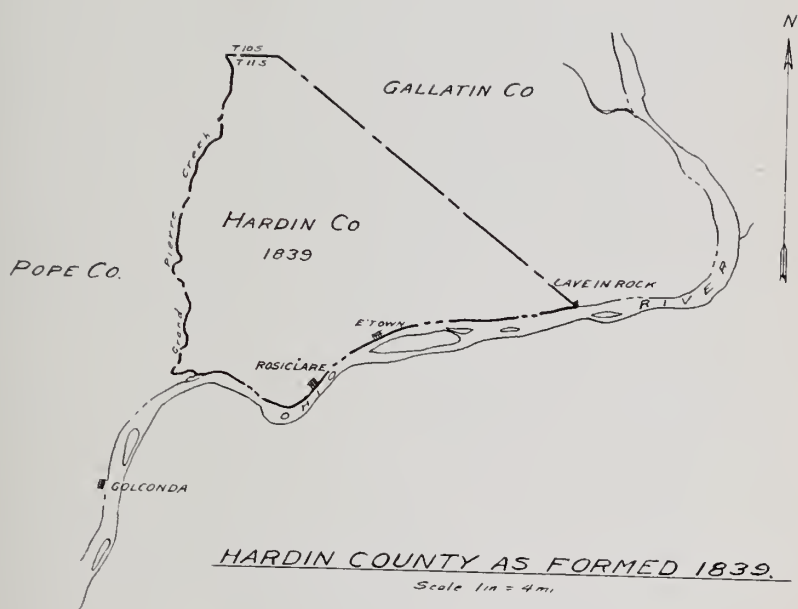 N
T10S
T11S
GALLATIN CO
Grand Pierre Creek
HARDIN CO
1839
POPE CO.
CAVE IN ROCK
OHIO RIVER
E'TOWN
ROSICLARE
GOLCONDA
HARDIN COUNTY AS FORMED 1839.
Scale 1in = 4mi